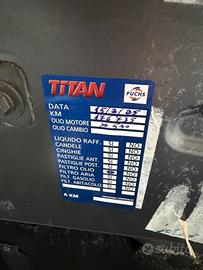 TITAN FUCHS
DATA
KM
OLIO MOTORE
OLIO CAMBIO
LIQUIDO RAFF. SI NO
CANDELE SI NO
CINGHIE SI NO
PASTIGLIE ANT. SI NO
PASTIGLIE POST. SI NO
FILTRO OLIO SI NO
FILTRO ARIA NO
FILT. GASOLIO SI NO
FILT. ABITACOLO SI NO
A KM
subito